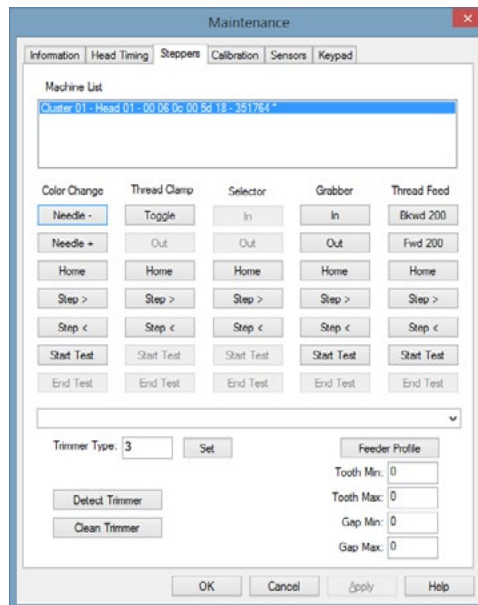 Maintenance
Information Head Timing Steppers Calibration Sensors Keypad
Machine List
Cluster 01 - Head 01 - 00 06 0c 00 5d 18 - 351764 *
Color Change Thread Clamp Selector Grabber Thread Feed
Needle - Toggle In In Bkwd 200
Needle + Out Out Out Fwd 200
Home Home Home Home Home
Step > Step > Step > Step > Step >
Step < Step < Step < Step < Step <
Start Test Start Test Start Test Start Test Start Test
End Test End Test End Test End Test End Test
Trimmer Type: 3 Set Feeder Profile
Tooth Min: 0
Detect Trimmer Tooth Max: 0
Clean Trimmer Gap Min: 0
Gap Max: 0
OK Cancel Apply Help